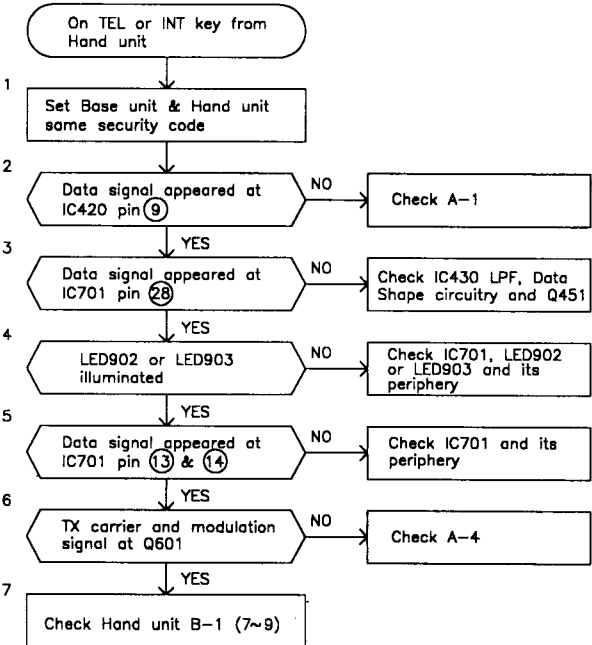 On TEL or INT key from
Hand unit
1
Set Base unit & Hand unit
same security code
2
Data signal appeared at
IC420 pin 9
NO
Check A-1
YES
3
Data signal appeared at
IC701 pin 28
NO
Check IC430 LPF, Data
Shape circuitry and Q451
YES
4
LED902 or LED903
illuminated
NO
Check IC701, LED902
or LED903 and its
periphery
YES
5
Data signal appeared at
IC701 pin 13 & 14
NO
Check IC701 and its
periphery
YES
6
TX carrier and modulation
signal at Q601
NO
Check A-4
YES
7
Check Hand unit B-1 (7~9)